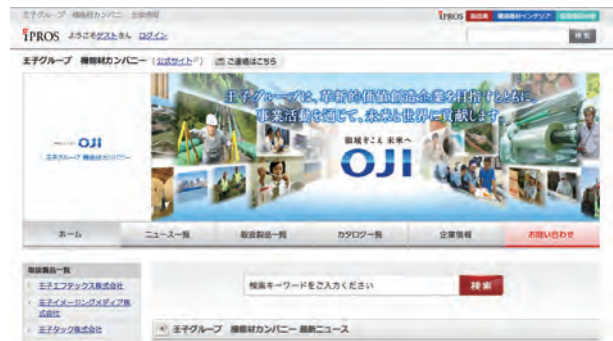 王子グループ 機能材カンパニー 企業情報
IPROS 製造業
IPROS ようこそゲストさん ログイン
検索
王子グループ 機能材カンパニー (公式サイト) ご連絡はこちら
王子グループは、革新的価値創造企業を目指すとともに、
事業活動を通じて、未来と世界に貢献します。
領域をこえ 未来へ
OJI
OJI
王子グループ 機能材カンパニー
ホーム ニュース一覧 取扱製品一覧 カタログ一覧 企業情報 お問い合わせ
取扱製品一覧
王子エフテックス株式会社
王子イメージングメディア株
式会社
王子タック株式会社
検索キーワードをご入力ください 検索
王子グループ 機能材カンパニー 最新ニュース